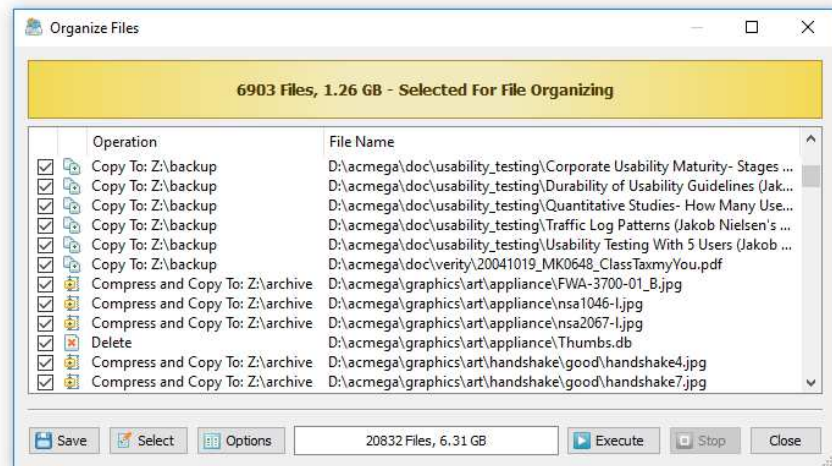 Organize Files
6903 Files, 1.26 GB - Selected For File Organizing
Operation File Name
Copy To: Z:\backup D:\acmega\doc\usability_testing\Corporate Usability Maturity- Stages ...
Copy To: Z:\backup D:\acmega\doc\usability_testing\Durability of Usability Guidelines (Jak...
Copy To: Z:\backup D:\acmega\doc\usability_testing\Quantitative Studies- How Many Use...
Copy To: Z:\backup D:\acmega\doc\usability_testing\Traffic Log Patterns (Jakob Nielsen's ...
Copy To: Z:\backup D:\acmega\doc\usability_testing\Usability Testing With 5 Users (Jakob ...
Copy To: Z:\backup D:\acmega\doc\verity\20041019_MK0648_ClassTaxmyYou.pdf
Compress and Copy To: Z:\archive D:\acmega\graphics\art\appliance\FWA-3700-01_B.jpg
Compress and Copy To: Z:\archive D:\acmega\graphics\art\appliance\nsa1046-l.jpg
Compress and Copy To: Z:\archive D:\acmega\graphics\art\appliance\nsa2067-l.jpg
Delete D:\acmega\graphics\art\appliance\Thumbs.db
Compress and Copy To: Z:\archive D:\acmega\graphics\art\handshake\good\handshake4.jpg
Compress and Copy To: Z:\archive D:\acmega\graphics\art\handshake\good\handshake7.jpg
Save Select Options 20832 Files, 6.31 GB Execute Stop Close